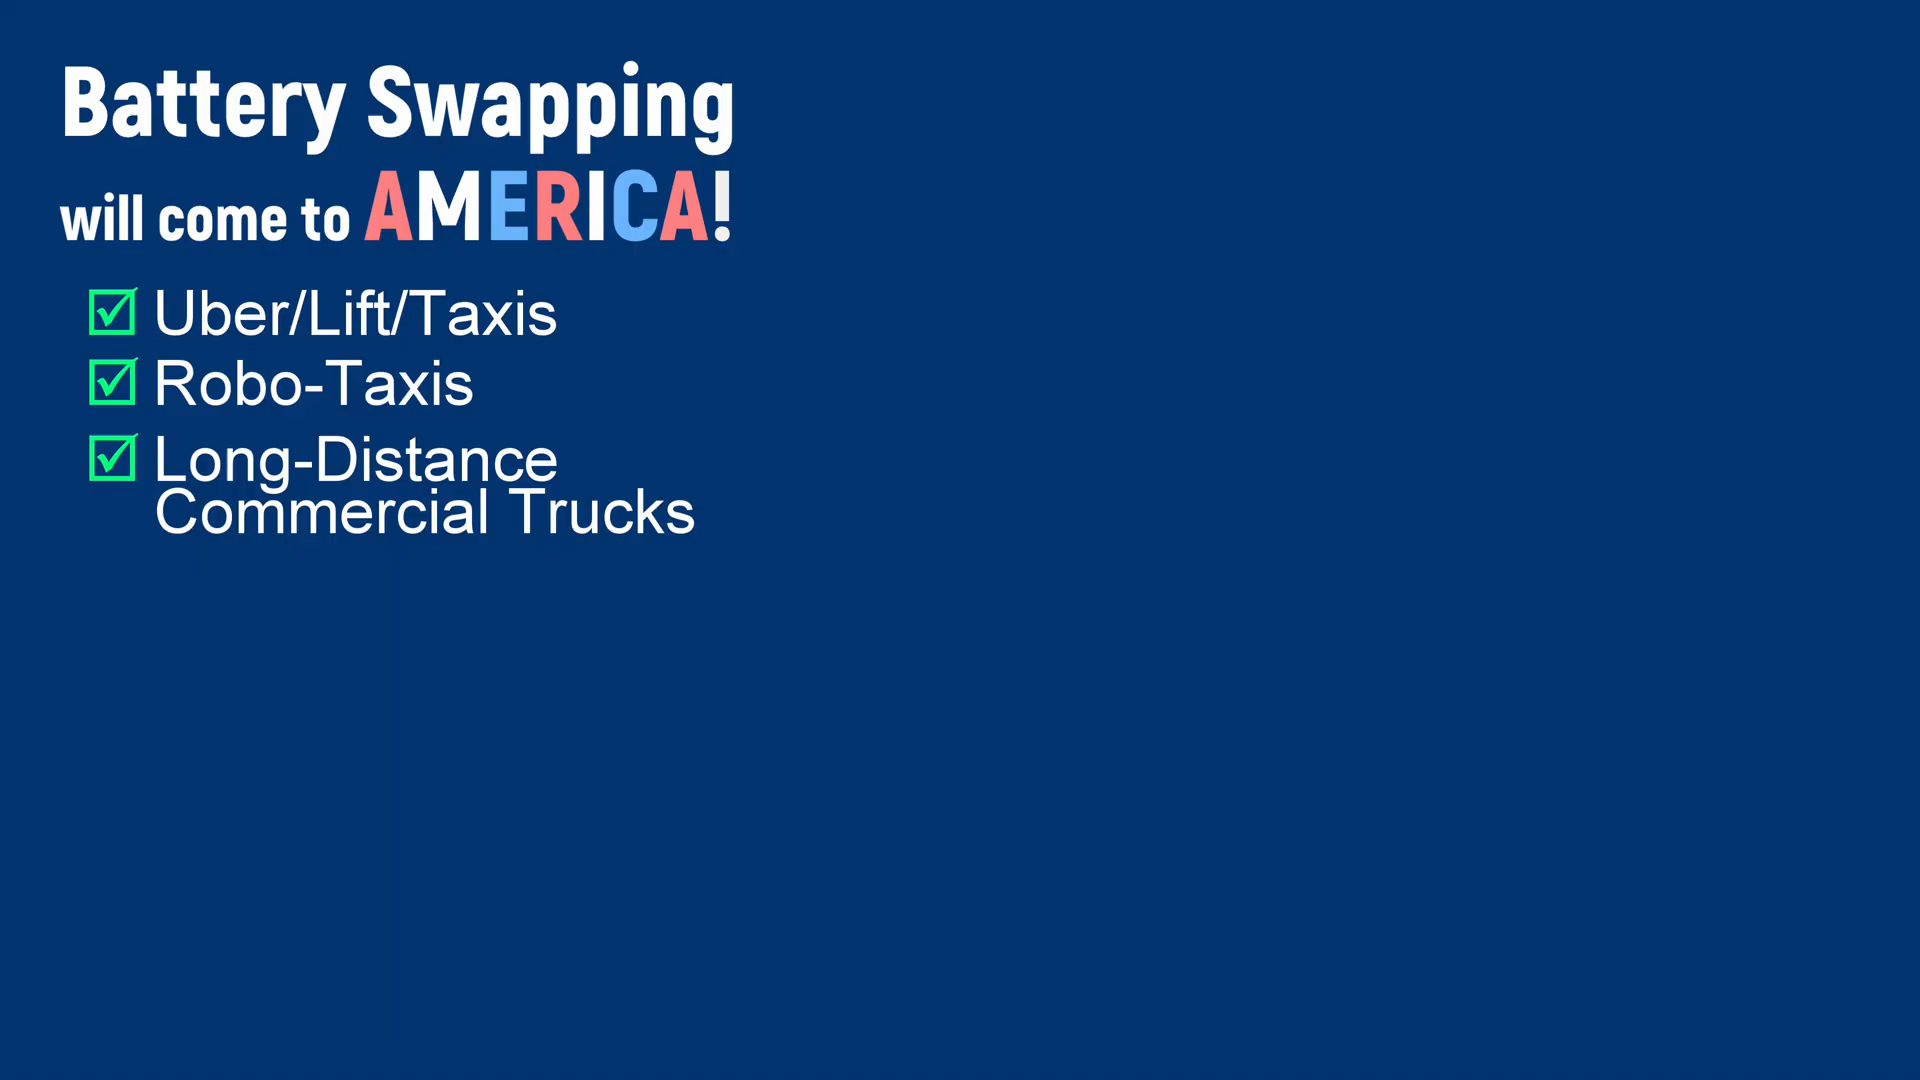 Battery Swapping
will come to AMERICA!
Uber/Lift/Taxis
Robo-Taxis
Long-Distance
Commercial Trucks